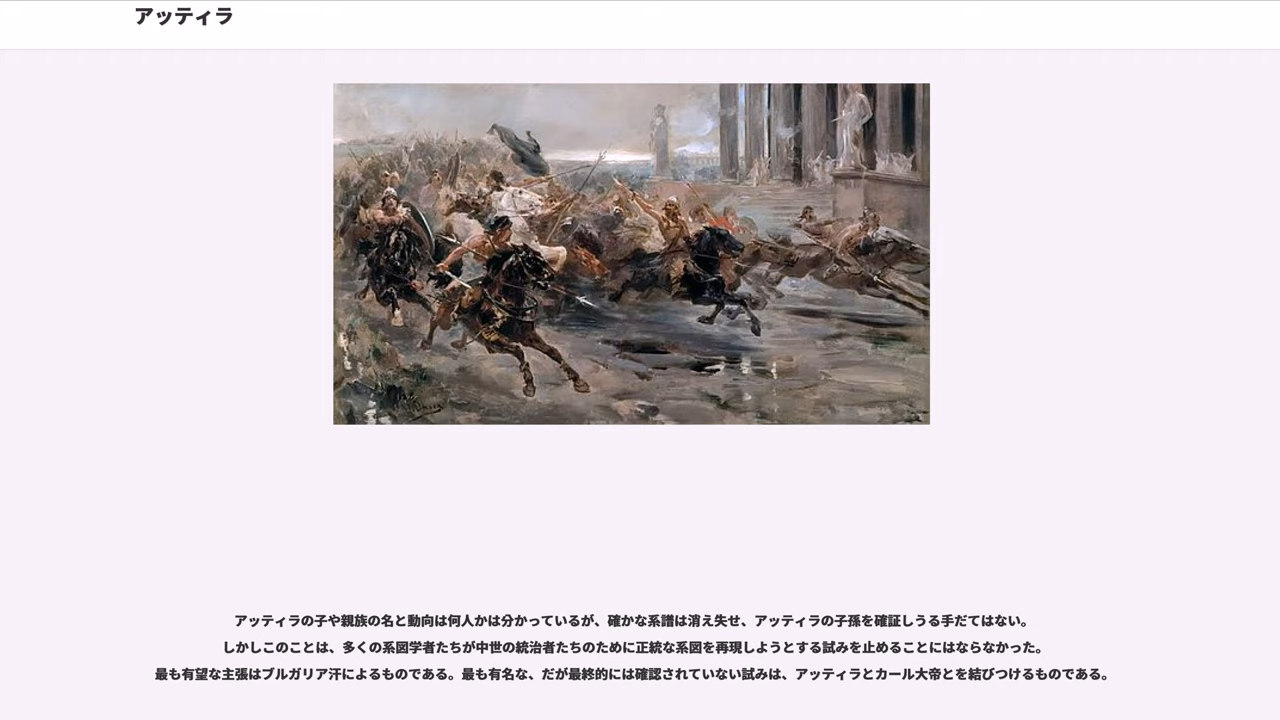 アッティラ
アッティラの子や親族の名と動向は何人かは分かっているが、確かな系譜は消え失せ、アッティラの子孫を確証しうる手だてはない。
しかしこのことは、多くの系図学者たちが中世の統治者たちのために正統な系図を再現しようとする試みを止めることにはならなかった。
最も有望な主張はブルガリア汗によるものである。最も有名な、だが最終的には確認されていない試みは、アッティラとカール大帝とを結びつけるものである。